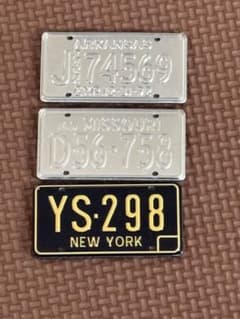 ARKANSAS
74569
MISSOURI
D56-758
YS·298
NEW YORK